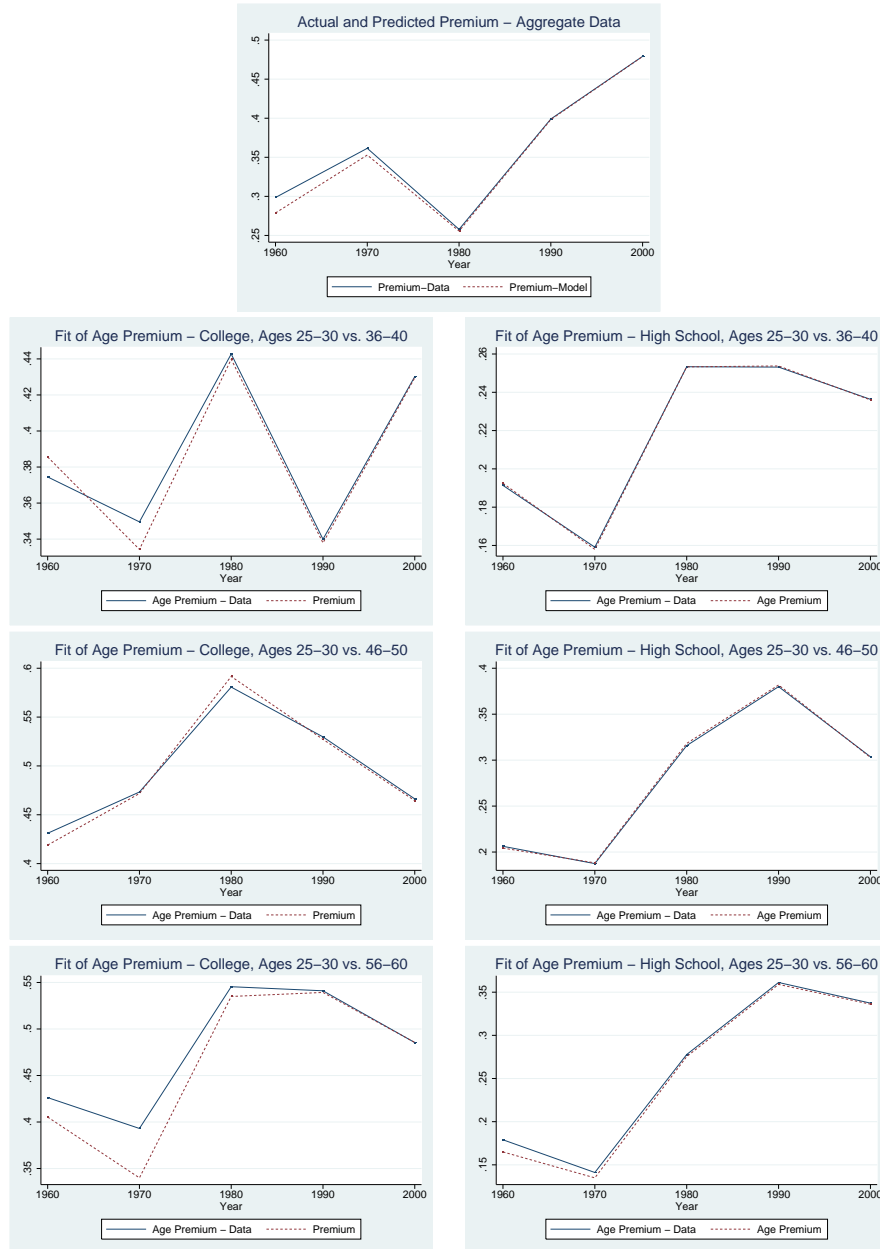 Actual and Predicted Premium − Aggregate Data
.5
.45
.4
.35
.3
.25
1960 1970 1980 1990 2000
Year
Premium−Data Premium−Model
Fit of Age Premium − College, Ages 25−30 vs. 36−40
.44
.42
.4
.38
.36
.34
1960 1970 1980 1990 2000
Year
Age Premium − Data Premium
Fit of Age Premium − High School, Ages 25−30 vs. 36−40
.26
.24
.22
.2
.18
.16
1960 1970 1980 1990 2000
Year
Age Premium − Data Age Premium
Fit of Age Premium − College, Ages 25−30 vs. 46−50
.6
.55
.5
.45
.4
1960 1970 1980 1990 2000
Year
Age Premium − Data Premium
Fit of Age Premium − High School, Ages 25−30 vs. 46−50
.4
.35
.3
.25
.2
1960 1970 1980 1990 2000
Year
Age Premium − Data Age Premium
Fit of Age Premium − College, Ages 25−30 vs. 56−60
.55
.5
.45
.4
.35
1960 1970 1980 1990 2000
Year
Age Premium − Data Premium
Fit of Age Premium − High School, Ages 25−30 vs. 56−60
.35
.3
.25
.2
.15
1960 1970 1980 1990 2000
Year
Age Premium − Data Age Premium